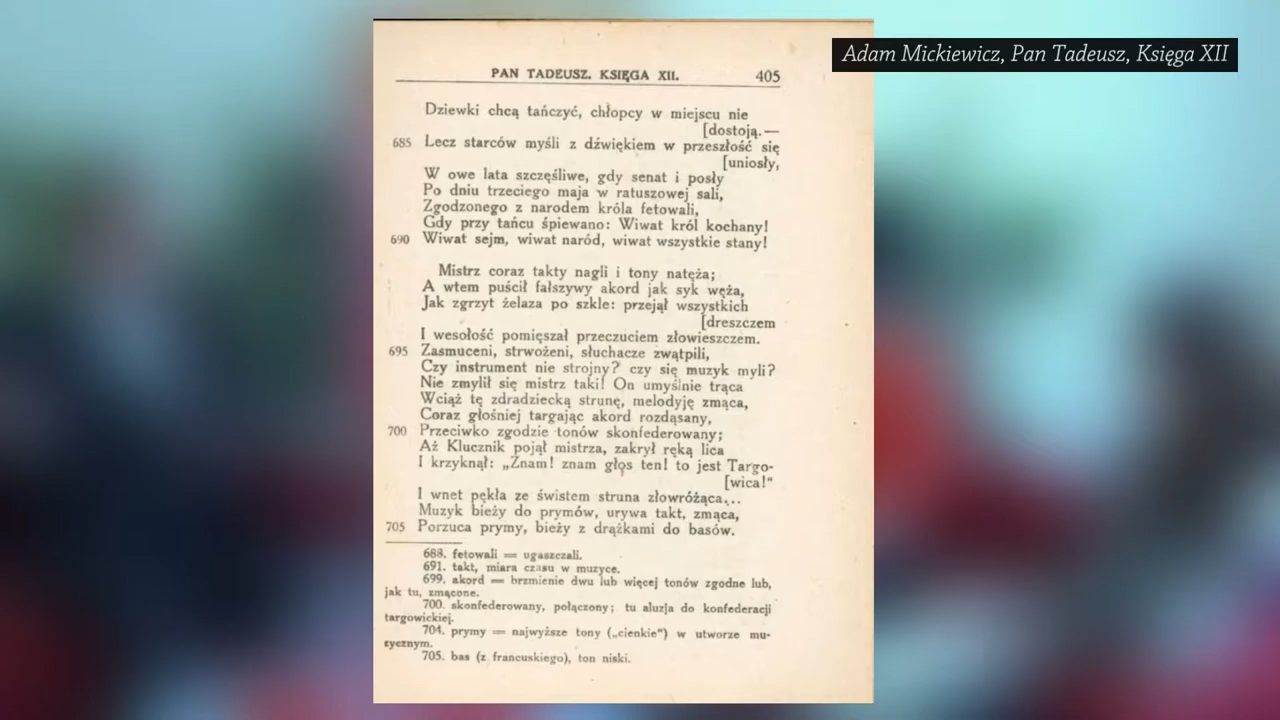 Adam Mickiewicz, Pan Tadeusz, Księga XII
PAN TADEUSZ. KSIĘGA XII. 405
Dziewki chcą tańczyć, chłopcy w miejscu nie
[dostoją.—
685 Lecz starców myśli z dźwiękiem w przeszłość się
[uniosły,
W owe lata szczęśliwe, gdy senat i posły
Po dniu trzeciego maja w ratuszowej sali,
Zgodzonego z narodem króla fetowali,
Gdy przy tańcu śpiewano: Wiwat król kochany!
690 Wiwat sejm, wiwat naród, wiwat wszystkie stany!
Mistrz coraz takty nagli i tony natęża;
A wtem puścił fałszywy akord jak syk węża,
Jak zgrzyt żelaza po szkle: przejął wszystkich
[dreszczem
I wesołość pomięszał przeczuciem złowieszczem.
695 Zasmuceni, strwożeni, słuchacze zwątpili,
Czy instrument nie strojny? czy się muzyk myli?
Nie zmylił się mistrz taki! On umyślnie trąca
Wciąż tę zdradziecką strunę, melodyję zmąca,
Coraz głośniej targając akord rozdąsany,
700 Przeciwko zgodzie tonów skonfederowany;
Aż Klucznik pojął mistrza, zakrył ręką lica
I krzyknął: „Znam! znam głos ten! to jest Targo-
[wica!"
I wnet pękła ze świstem struna złowróżąca...
Muzyk bieży do prymów, urywa takt, zmąca,
705 Porzuca prymy, bieży z drążkami do basów.
688. fetowali = ugaszczali.
691. takt, miara czasu w muzyce.
699. akord = brzmienie dwu lub więcej tonów zgodne lub,
jak tu, zmącone.
700. skonfederowany, połączony; tu aluzja do konfederacji
targowickiej.
704. prymy = najwyższe tony („cienkie") w utworze mu-
zycznym.
705. bas (z francuskiego), ton niski.